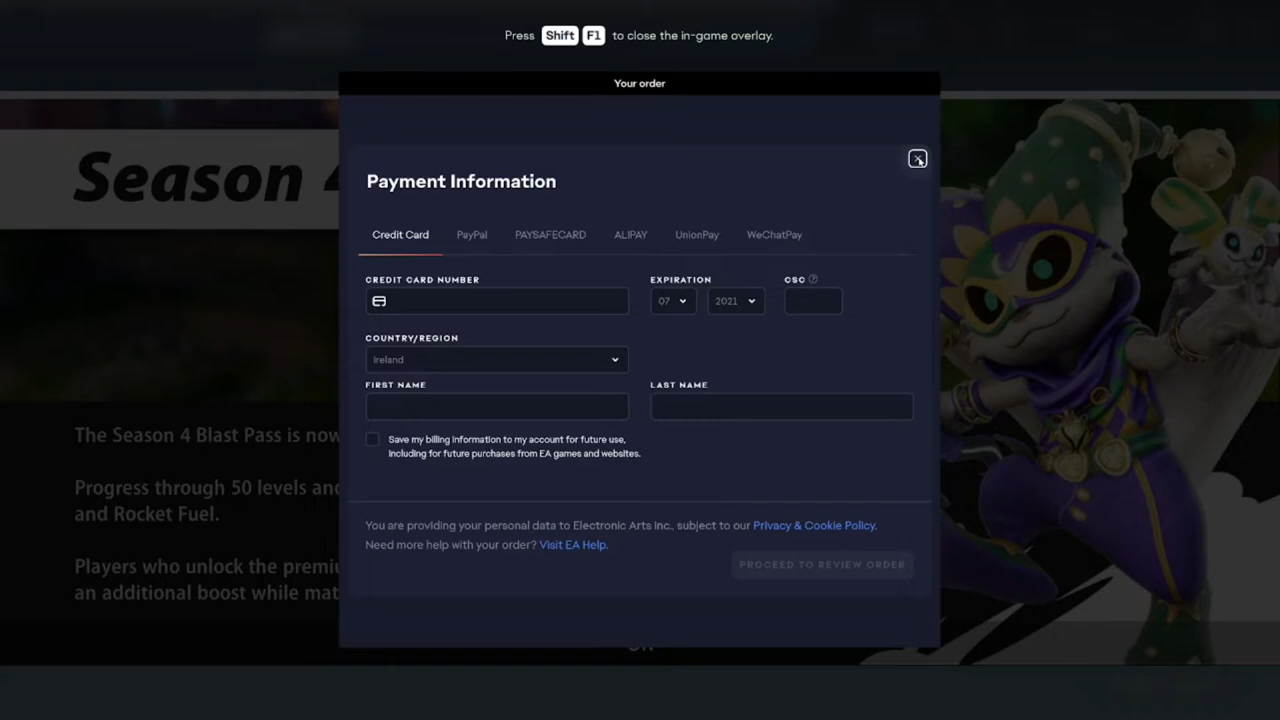 Press Shift F1 to close the in-game overlay.
Your order
Season 4
Payment Information
Credit Card PayPal PAYSAFECARD ALIPAY UnionPay WeChatPay
CREDIT CARD NUMBER EXPIRATION CSC
07 2021
COUNTRY/REGION
Ireland
FIRST NAME LAST NAME
Save my billing information to my account for future use,
including for future purchases from EA games and websites.
The Season 4 Blast Pass is now
Progress through 50 levels and
and Rocket Fuel.
Players who unlock the premiu
an additional boost while mat
You are providing your personal data to Electronic Arts Inc., subject to our Privacy & Cookie Policy.
Need more help with your order? Visit EA Help.
PROCEED TO REVIEW ORDER